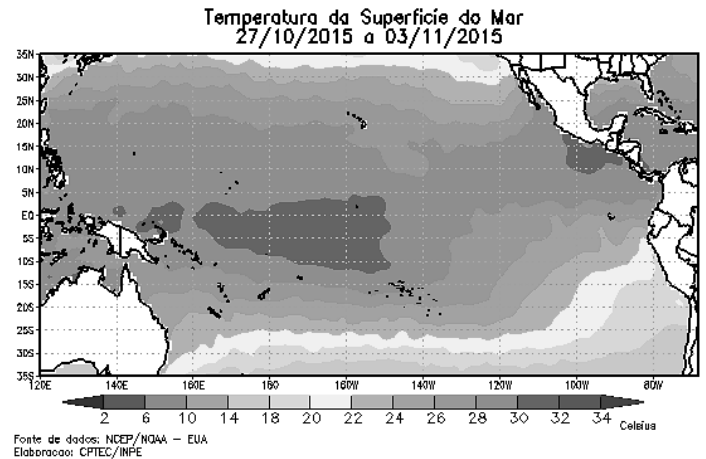 Temperatura da Superficie do Mar
27/10/2015 a 03/11/2015
35N
30N
25N
20N
15N
10N
5N
EQ
5S
10S
15S
20S
25S
30S
35S
120E 140E 160E 180 160W 140W 120W 100W 80W
2 6 10 14 18 20 22 24 26 28 30 32 34
Celsius
Fonte de dados: NCEP/NOAA - EUA
Elaboracao: CPTEC/INPE